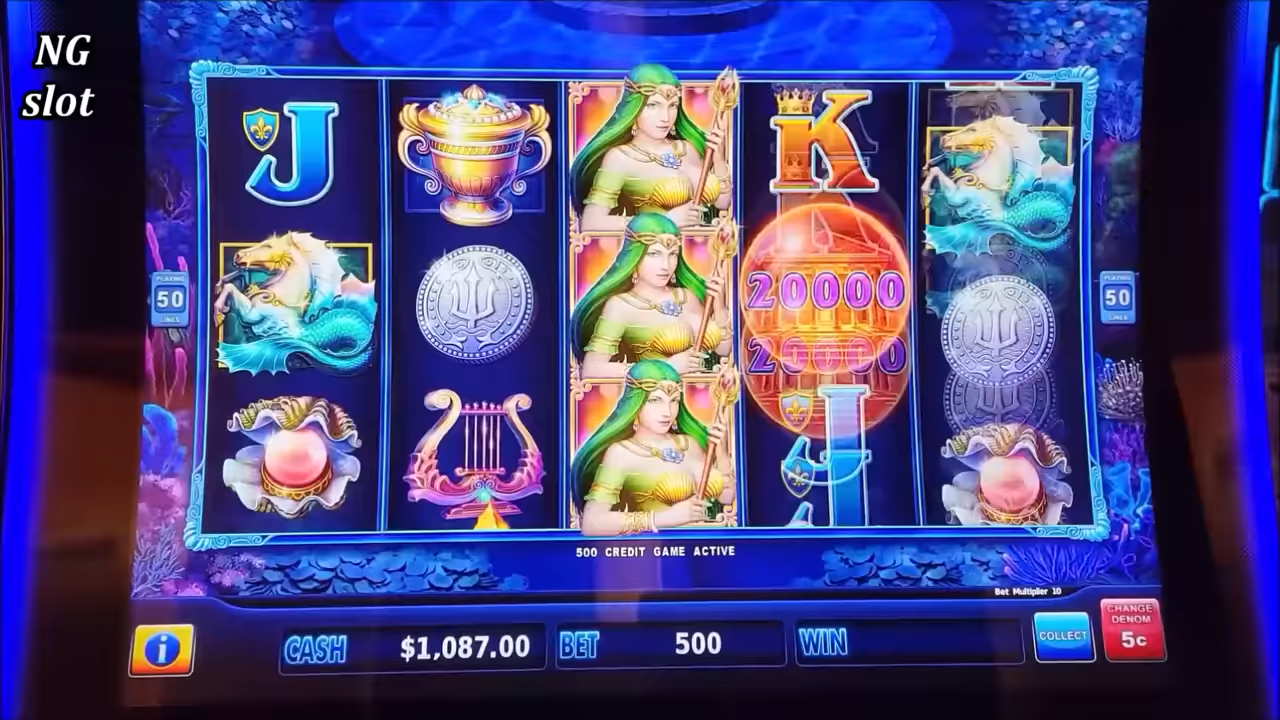 NG
slot
J
K
20000
20000
PLAYING
50
LINES
PLAYING
50
LINES
J
500 CREDIT GAME ACTIVE
Bet Multiplier 10
CASH $1,087.00 BET 500 WIN
COLLECT
CHANGE
DENOM
5c
i